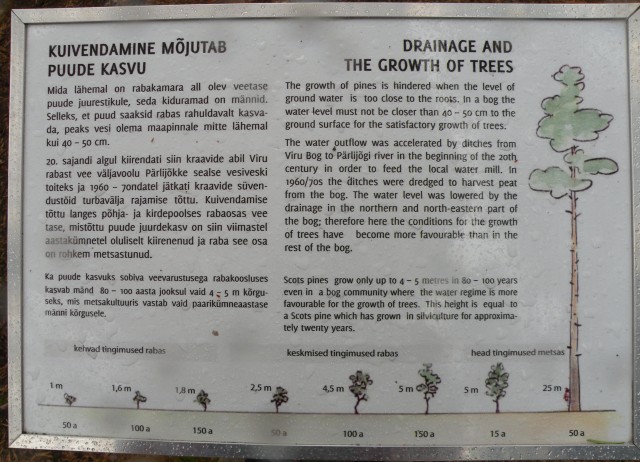 KUIVENDAMINE MÕJUTAB
PUUDE KASVU
Mida lähemal on rabakamara all olev veetase
puude juurestikule, seda kiduramad on männid.
Selleks, et puud saaksid rabas rahuldavalt kasva-
da, peaks vesi olema maapinnale mitte lähemal
kui 40 – 50 cm.
20. sajandi algul kiirendati siin kraavide abil Viru
rabast vee väljavoolu Pärlijõkke sealse vesiveski
toiteks ja 1960 – 70ndatel jätkati kraavide süven-
dustöid turbavälja rajamise tõttu. Kuivendamise
tõttu langes põhja- ja kirdepoolses rabaosas vee
tase, mistõttu puude juurdekasv on siin viimastel
aastakümnetel oluliselt kiirenenud ja raba see osa
on rohkem metsastunud.
Ka puude kasvuks sobiva veevarustusega rabakoosluses
kasvab mänd 80 – 100 aasta jooksul vaid 4 – 5 m kõrgu-
seks, mis metsakultuuris vastab vaid paarikümneaastase
männi kõrgusele.
DRAINAGE AND
THE GROWTH OF TREES
The growth of pines is hindered when the level of
ground water is too close to the roots. In a bog the
water level must not be closer than 40 – 50 cm to the
ground surface for the satisfactory growth of trees.
The water outflow was accelerated by ditches from
Viru Bog to Pärlijõgi river in the beginning of the 20th
century in order to feed the local water mill. In
1960/70s the ditches were dredged to harvest peat
from the bog. The water level was lowered by the
drainage in the northern and north-eastern part of
the bog; therefore here the conditions for the growth
of trees have become more favourable than in the
rest of the bog.
Scots pines grow only up to 4 – 5 metres in 80 – 100 years
even in a bog community where the water regime is more
favourable for the growth of trees. This height is equal to
a Scots pine which has grown in silviculture for approxima-
tely twenty years.
kehvad tingimused rabas keskmised tingimused rabas head tingimused metsas
1 m 1,6 m 1,8 m 2,5 m 4,5 m 5 m 5 m 25 m
50 a 100 a 150 a 50 a 100 a 150 a 15 a 50 a